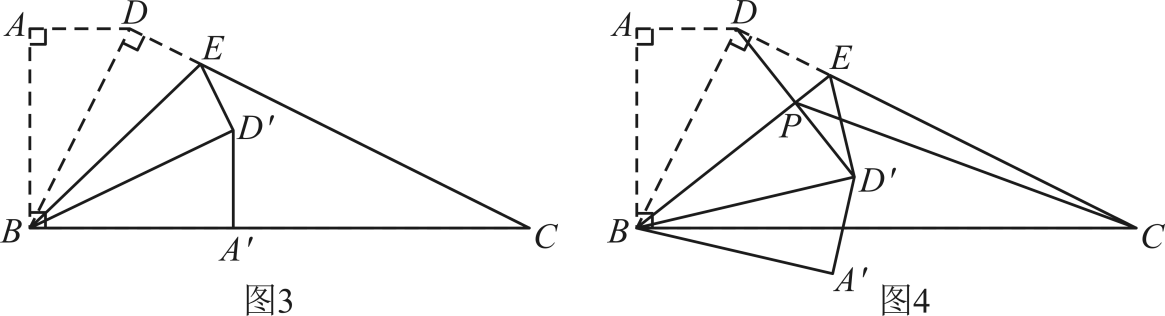 A D E D′ B A′ C
图3
A D E P D′ B C A′
图4